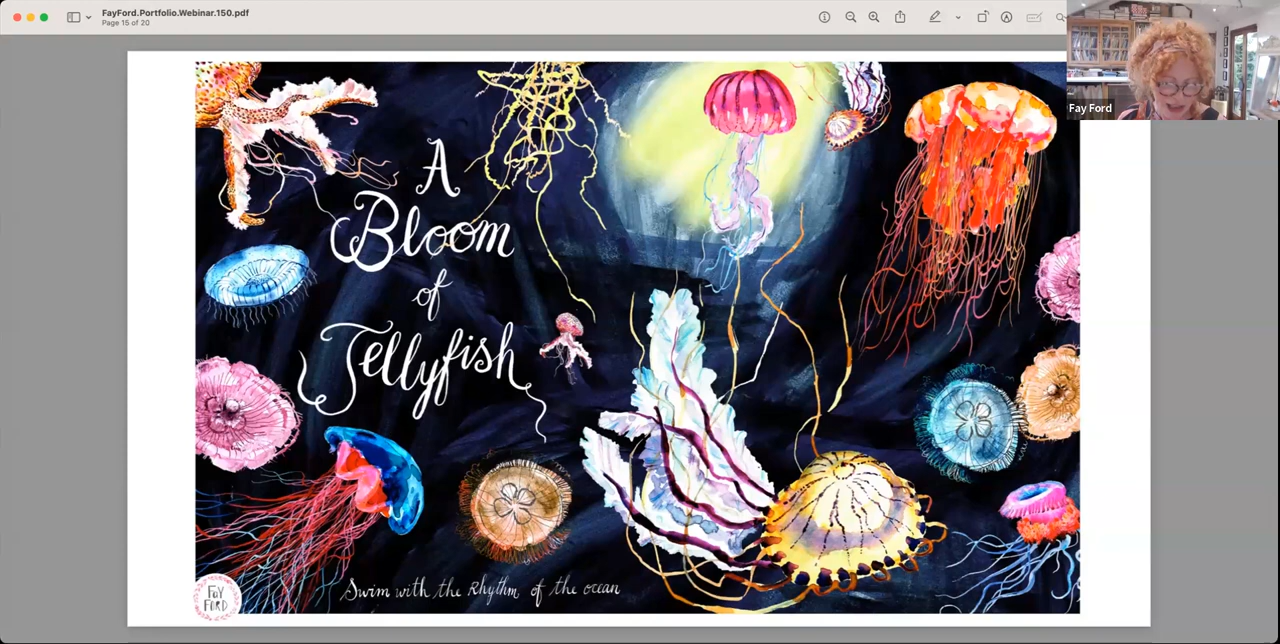 FayFord.Portfolio.Webinar.150.pdf
Page 15 of 20
Fay Ford
A
Bloom
of
Jellyfish
Swim with the rhythm of the ocean
FAY
FORD